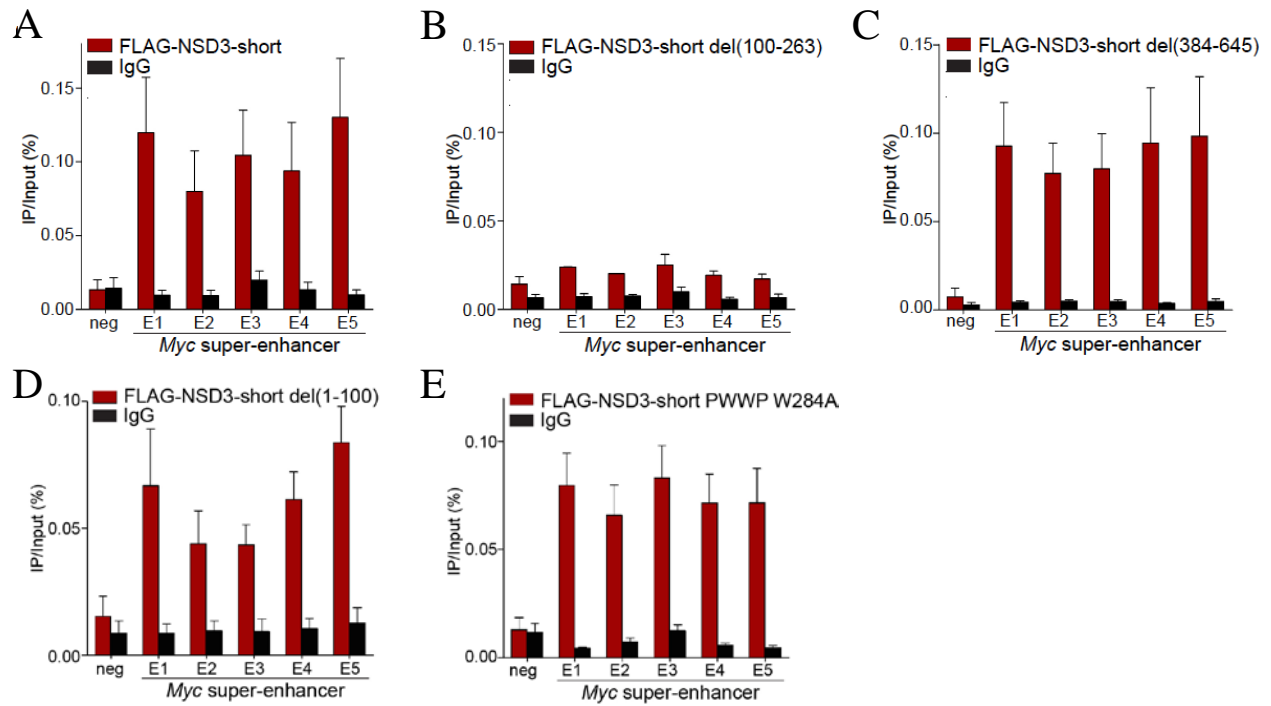 A
FLAG-NSD3-short
IgG
IP/Input (%)
0.15
0.10
0.05
0.00
neg E1 E2 E3 E4 E5
Myc super-enhancer
B
FLAG-NSD3-short del(100-263)
IgG
IP/Input (%)
0.15
0.10
0.05
0.00
neg E1 E2 E3 E4 E5
Myc super-enhancer
C
FLAG-NSD3-short del(384-645)
IgG
IP/Input (%)
0.15
0.10
0.05
0.00
neg E1 E2 E3 E4 E5
Myc super-enhancer
D
FLAG-NSD3-short del(1-100)
IgG
IP/Input (%)
0.10
0.05
0.00
neg E1 E2 E3 E4 E5
Myc super-enhancer
E
FLAG-NSD3-short PWWP W284A
IgG
IP/Input (%)
0.10
0.05
0.00
neg E1 E2 E3 E4 E5
Myc super-enhancer